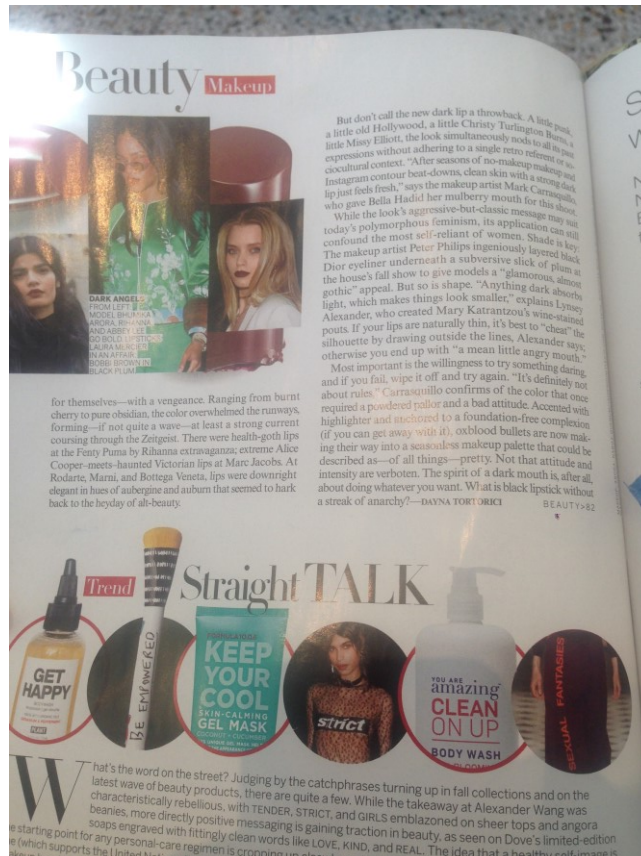 Beauty Makeup
DARK ANGELS
FROM LEFT:
MODEL BHUMIKA
ARORA, RIHANNA
AND ABBEY LEE
GO BOLD. LIPSTICKS:
LAURA MERCIER
IN AN AFFAIR,
BOBBI BROWN IN
BLACK PLUM.
for themselves—with a vengeance. Ranging from burnt
cherry to pure obsidian, the color overwhelmed the runways,
forming—if not quite a wave—at least a strong current
coursing through the Zeitgeist. There were health-goth lips
at the Fenty Puma by Rihanna extravaganza; extreme Alice
Cooper–meets–haunted Victorian lips at Marc Jacobs. At
Rodarte, Marni, and Bottega Veneta, lips were downright
elegant in hues of aubergine and auburn that seemed to hark
back to the heyday of alt-beauty.
But don't call the new dark lip a throwback. A little punk,
a little old Hollywood, a little Christy Turlington Burns, a
little Missy Elliott, the look simultaneously nods to all its past
expressions without adhering to a single retro referent or so-
ciocultural context. "After seasons of no-makeup makeup and
Instagram contour beat-downs, clean skin with a strong dark
lip just feels fresh," says the makeup artist Mark Carrasquillo,
who gave Bella Hadid her mulberry mouth for this shoot.
While the look's aggressive-but-classic message may suit
today's polymorphous feminism, its application can still
confound the most self-reliant of women. Shade is key.
The makeup artist Peter Philips ingeniously layered black
Dior eyeliner underneath a subversive slick of plum at
the house's fall show to give models a "glamorous, almost
gothic" appeal. But so is shape. "Anything dark absorbs
light, which makes things look smaller," explains Lynsey
Alexander, who created Mary Katrantzou's wine-stained
pouts. If your lips are naturally thin, it's best to "cheat" the
silhouette by drawing outside the lines, Alexander says;
otherwise you end up with "a mean little angry mouth."
Most important is the willingness to try something daring,
and if you fail, wipe it off and try again. "It's definitely not
about rules," Carrasquillo confirms of the color that once
required a powdered pallor and a bad attitude. Accented with
highlighter and anchored to a foundation-free complexion
(if you can get away with it), oxblood bullets are now mak-
ing their way into a seasonless makeup palette that could be
described as—of all things—pretty. Not that attitude and
intensity are verboten. The spirit of a dark mouth is, after all,
about doing whatever you want. What is black lipstick without
a streak of anarchy?—DAYNA TORTORICI
BEAUTY>82
Trend
Straight TALK
GET
HAPPY
PLANT
BE EMPOWERED
KEEP
YOUR
COOL
SKIN-CALMING
GEL MASK
COCONUT + CUCUMBER
strict
YOU ARE
amazing
CLEAN
ON UP
BODY WASH
SEXUAL FANTASIES
What's the word on the street? Judging by the catchphrases turning up in fall collections and on the
latest wave of beauty products, there are quite a few. While the takeaway at Alexander Wang was
characteristically rebellious, with TENDER, STRICT, and GIRLS emblazoned on sheer tops and angora
beanies, more directly positive messaging is gaining traction in beauty, as seen on Dove's limited-edition
soaps engraved with fittingly clean words like LOVE, KIND, and REAL. The idea that a healthy self-image is
starting point for any personal-care regimen is cropping up
(which supports the United